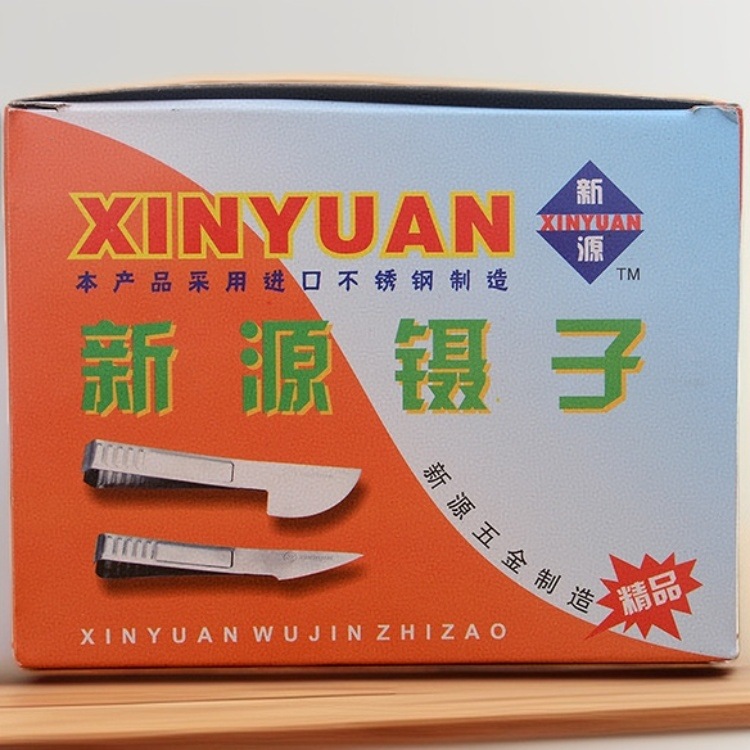 XINYUAN
新
XINYUAN
源
TM
本产品采用进口不锈钢制造
新源镊子
新源五金制造
精品
XINYUAN WUJIN ZHIZAO